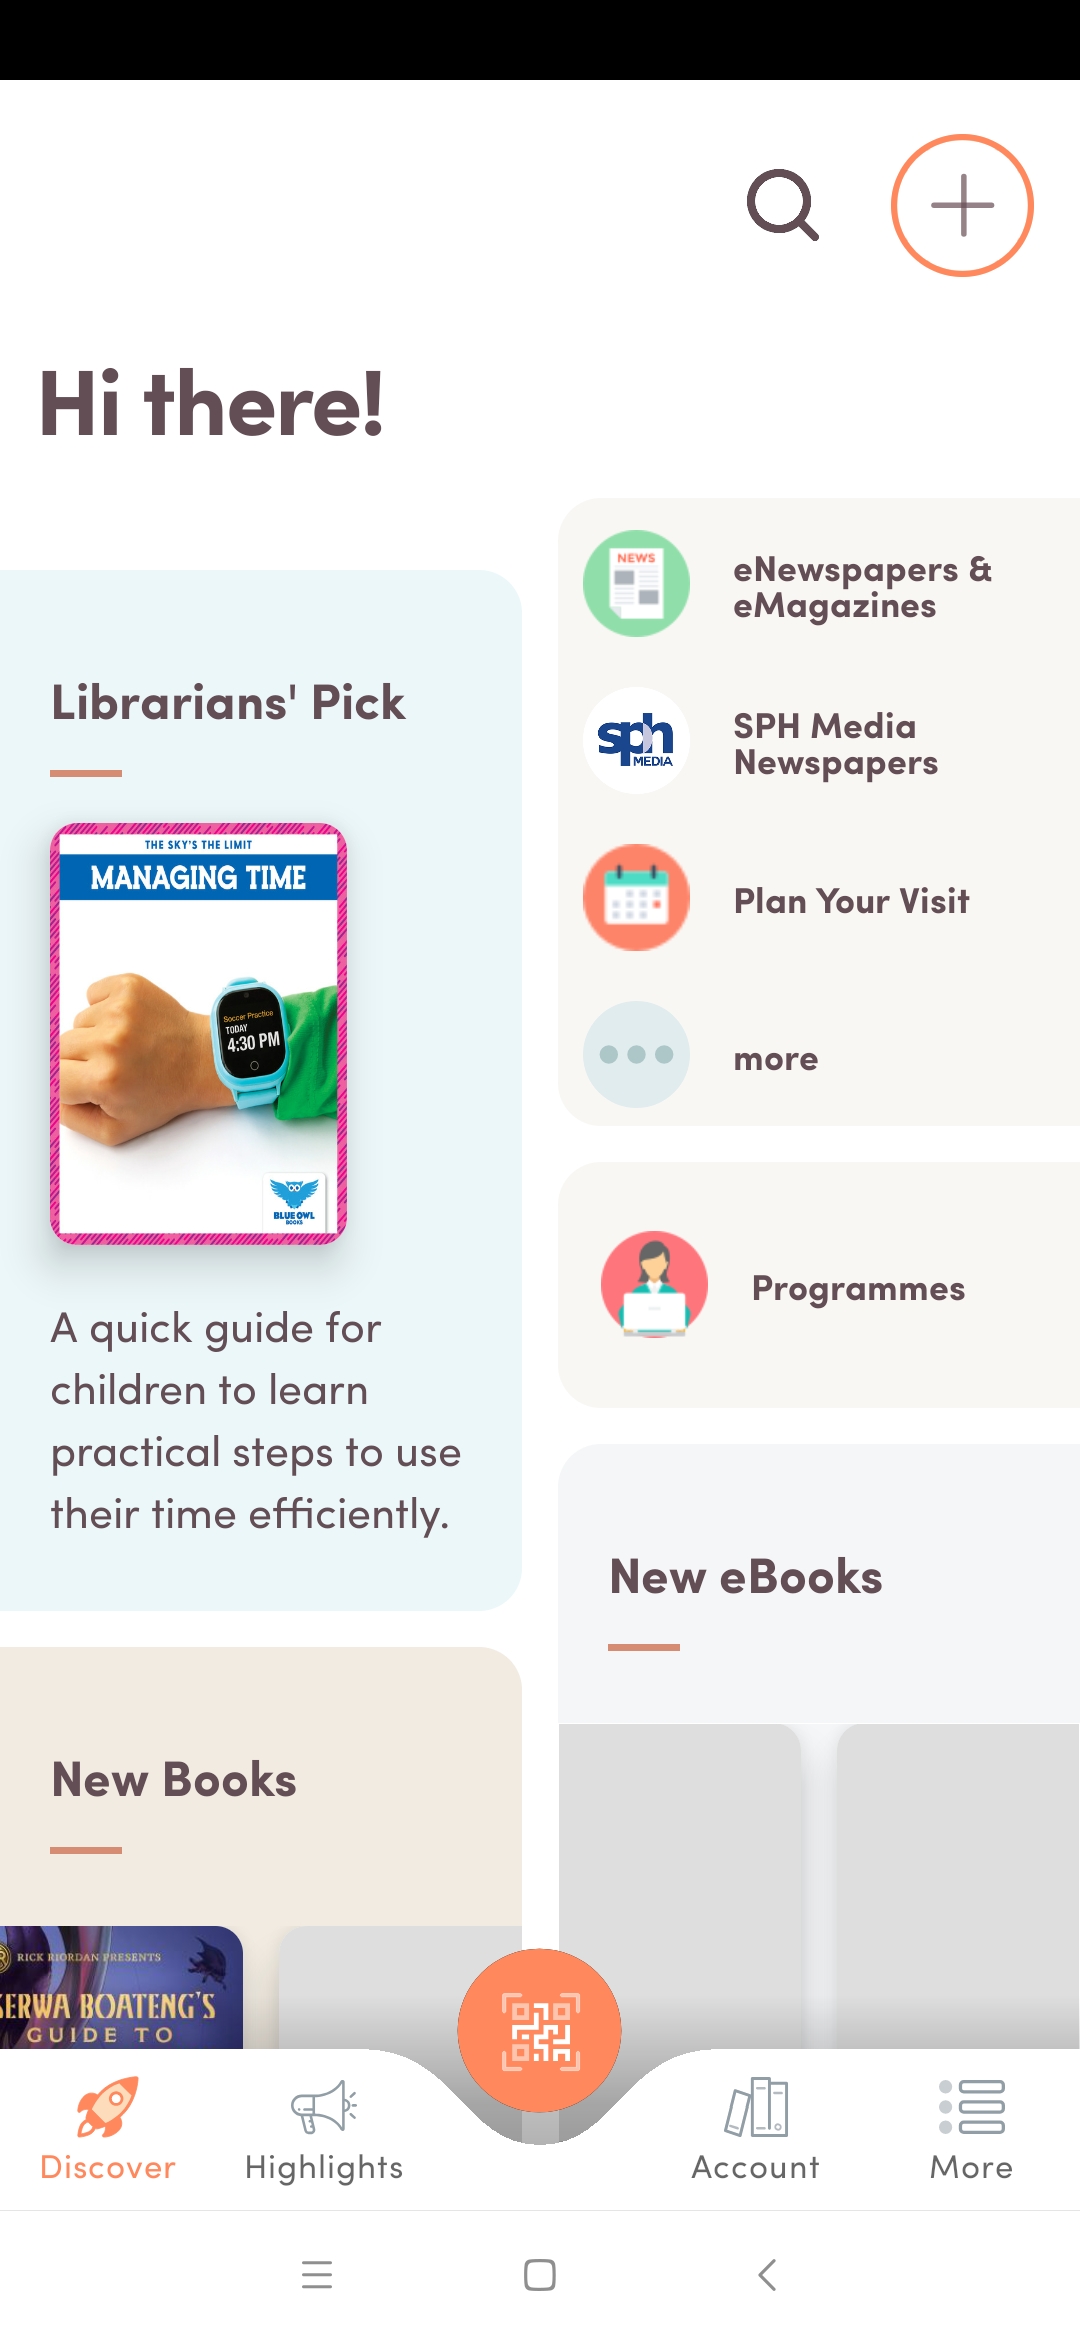 Hi there!
eNewspapers &
eMagazines
SPH Media
Newspapers
Plan Your Visit
more
Programmes
Librarians' Pick
THE SKY'S THE LIMIT
MANAGING TIME
Soccer Practice
TODAY
4:30 PM
BLUE OWL
BOOKS
A quick guide for
children to learn
practical steps to use
their time efficiently.
New eBooks
New Books
RICK RIORDAN PRESENTS
BOATENG'S
GUIDE TO
NEWS
sph
MEDIA
Discover
Highlights
Account
More